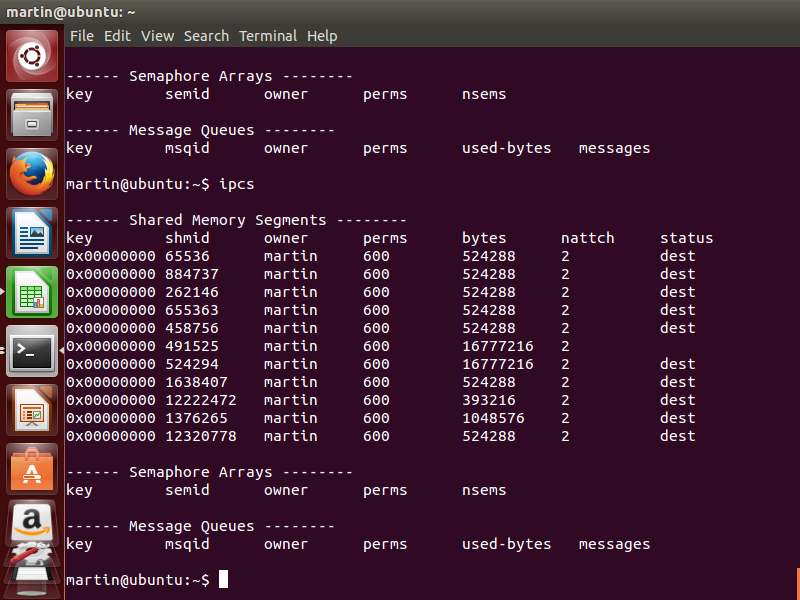 martin@ubuntu: ~
File Edit View Search Terminal Help
------ Semaphore Arrays --------
key        semid      owner      perms      nsems
------ Message Queues --------
key        msqid      owner      perms      used-bytes   messages
martin@ubuntu:~$ ipcs
------ Shared Memory Segments --------
key        shmid      owner      perms      bytes      nattch     status
0x00000000 65536      martin     600        524288     2          dest
0x00000000 884737     martin     600        524288     2          dest
0x00000000 262146     martin     600        524288     2          dest
0x00000000 655363     martin     600        524288     2          dest
0x00000000 458756     martin     600        524288     2          dest
0x00000000 491525     martin     600        16777216   2
0x00000000 524294     martin     600        16777216   2          dest
0x00000000 1638407    martin     600        524288     2          dest
0x00000000 12222472   martin     600        393216     2          dest
0x00000000 1376265    martin     600        1048576    2          dest
0x00000000 12320778   martin     600        524288     2          dest
------ Semaphore Arrays --------
key        semid      owner      perms      nsems
------ Message Queues --------
key        msqid      owner      perms      used-bytes   messages
martin@ubuntu:~$